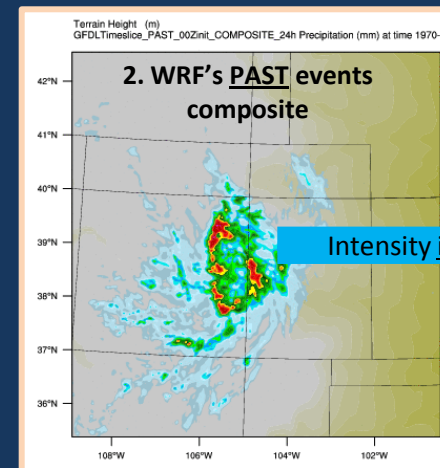 Terrain Height (m)
GFDLTimeslice_PAST_00Zinit_COMPOSITE_24h Precipitation (mm) at time 1970-
2. WRF's PAST events
composite
42°N
41°N
40°N
39°N
Intensity
38°N
37°N
36°N
108°W 106°W 104°W 102°W